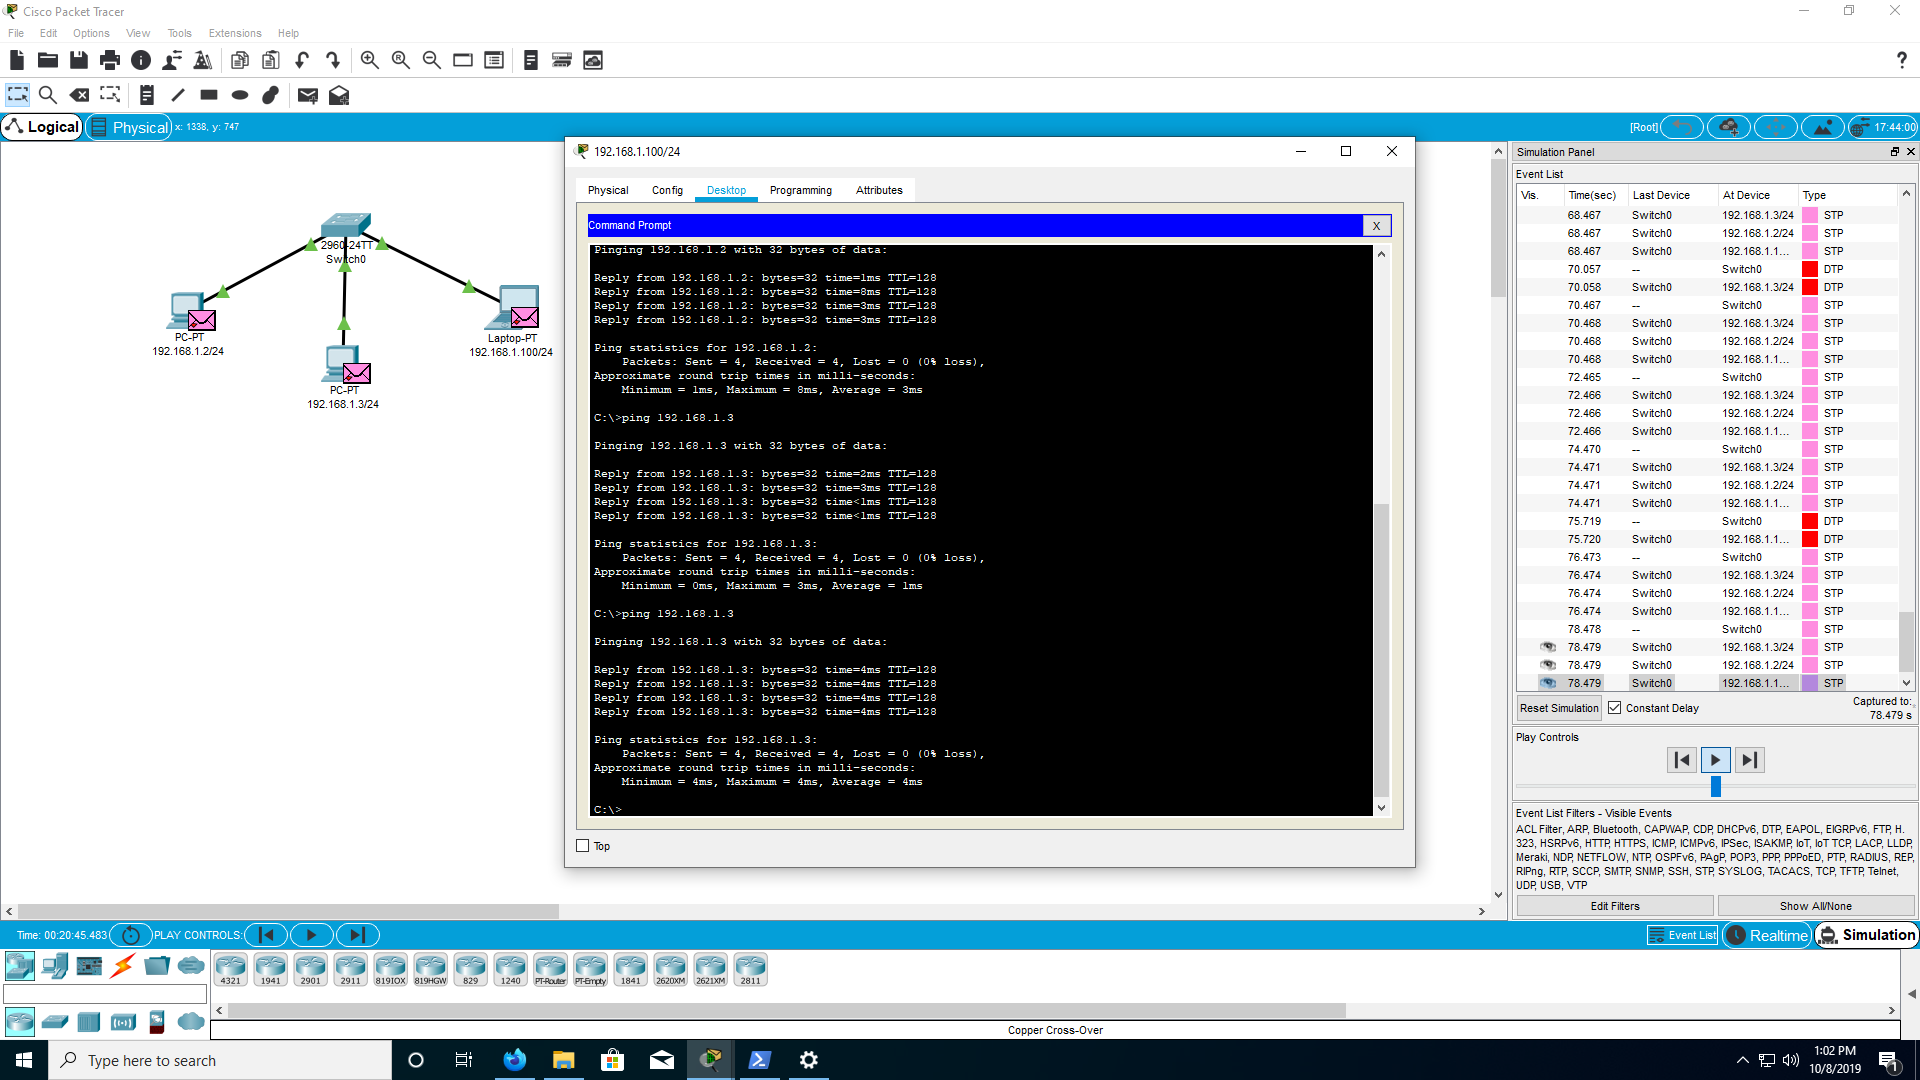 Cisco Packet Tracer
File Edit Options View Tools Extensions Help
Logical Physical x: 1338, y: 747 [Root] 17:44:00
2960-24TT
Switch0
PC-PT
192.168.1.2/24
PC-PT
192.168.1.3/24
Laptop-PT
192.168.1.100/24
192.168.1.100/24
Physical Config Desktop Programming Attributes
Command Prompt X
Pinging 192.168.1.2 with 32 bytes of data:
Reply from 192.168.1.2: bytes=32 time=1ms TTL=128
Reply from 192.168.1.2: bytes=32 time=8ms TTL=128
Reply from 192.168.1.2: bytes=32 time=3ms TTL=128
Reply from 192.168.1.2: bytes=32 time=3ms TTL=128
Ping statistics for 192.168.1.2:
Packets: Sent = 4, Received = 4, Lost = 0 (0% loss),
Approximate round trip times in milli-seconds:
Minimum = 1ms, Maximum = 8ms, Average = 3ms
C:\>ping 192.168.1.3
Pinging 192.168.1.3 with 32 bytes of data:
Reply from 192.168.1.3: bytes=32 time=2ms TTL=128
Reply from 192.168.1.3: bytes=32 time=3ms TTL=128
Reply from 192.168.1.3: bytes=32 time<1ms TTL=128
Reply from 192.168.1.3: bytes=32 time<1ms TTL=128
Ping statistics for 192.168.1.3:
Packets: Sent = 4, Received = 4, Lost = 0 (0% loss),
Approximate round trip times in milli-seconds:
Minimum = 0ms, Maximum = 3ms, Average = 1ms
C:\>ping 192.168.1.3
Pinging 192.168.1.3 with 32 bytes of data:
Reply from 192.168.1.3: bytes=32 time=4ms TTL=128
Reply from 192.168.1.3: bytes=32 time=4ms TTL=128
Reply from 192.168.1.3: bytes=32 time=4ms TTL=128
Reply from 192.168.1.3: bytes=32 time=4ms TTL=128
Ping statistics for 192.168.1.3:
Packets: Sent = 4, Received = 4, Lost = 0 (0% loss),
Approximate round trip times in milli-seconds:
Minimum = 4ms, Maximum = 4ms, Average = 4ms
C:\>
Top
Simulation Panel
Event List
Vis. Time(sec) Last Device At Device Type
68.467 Switch0 192.168.1.3/24 STP
68.467 Switch0 192.168.1.2/24 STP
68.467 Switch0 192.168.1.1... STP
70.057 -- Switch0 DTP
70.058 Switch0 192.168.1.3/24 DTP
70.467 -- Switch0 STP
70.468 Switch0 192.168.1.3/24 STP
70.468 Switch0 192.168.1.2/24 STP
70.468 Switch0 192.168.1.1... STP
72.465 -- Switch0 STP
72.466 Switch0 192.168.1.3/24 STP
72.466 Switch0 192.168.1.2/24 STP
72.466 Switch0 192.168.1.1... STP
74.470 -- Switch0 STP
74.471 Switch0 192.168.1.3/24 STP
74.471 Switch0 192.168.1.2/24 STP
74.471 Switch0 192.168.1.1... STP
75.719 -- Switch0 DTP
75.720 Switch0 192.168.1.1... DTP
76.473 -- Switch0 STP
76.474 Switch0 192.168.1.3/24 STP
76.474 Switch0 192.168.1.2/24 STP
76.474 Switch0 192.168.1.1... STP
78.478 -- Switch0 STP
78.479 Switch0 192.168.1.3/24 STP
78.479 Switch0 192.168.1.2/24 STP
78.479 Switch0 192.168.1.1... STP
Reset Simulation Constant Delay Captured to:
78.479 s
Play Controls
Event List Filters - Visible Events
ACL Filter, ARP, Bluetooth, CAPWAP, CDP, DHCPv6, DTP, EAPOL, EIGRPv6, FTP, H.
323, HSRPv6, HTTP, HTTPS, ICMP, ICMPv6, IPSec, ISAKMP, IoT, IoT TCP, LACP, LLDP,
Meraki, NDP, NETFLOW, NTP, OSPFv6, PAgP, POP3, PPP, PPPoED, PTP, RADIUS, REP,
RIPng, RTP, SCCP, SMTP, SNMP, SSH, STP, SYSLOG, TACACS, TCP, TFTP, Telnet,
UDP, USB, VTP
Edit Filters Show All/None
Time: 00:20:45.483 PLAY CONTROLS: Event List Realtime Simulation
4321 1941 2901 2911 819IOX 819HGW 829 1240 PT-Router PT-Empty 1841 2620XM 2621XM 2811
Copper Cross-Over
Type here to search
1:02 PM
10/8/2019
1